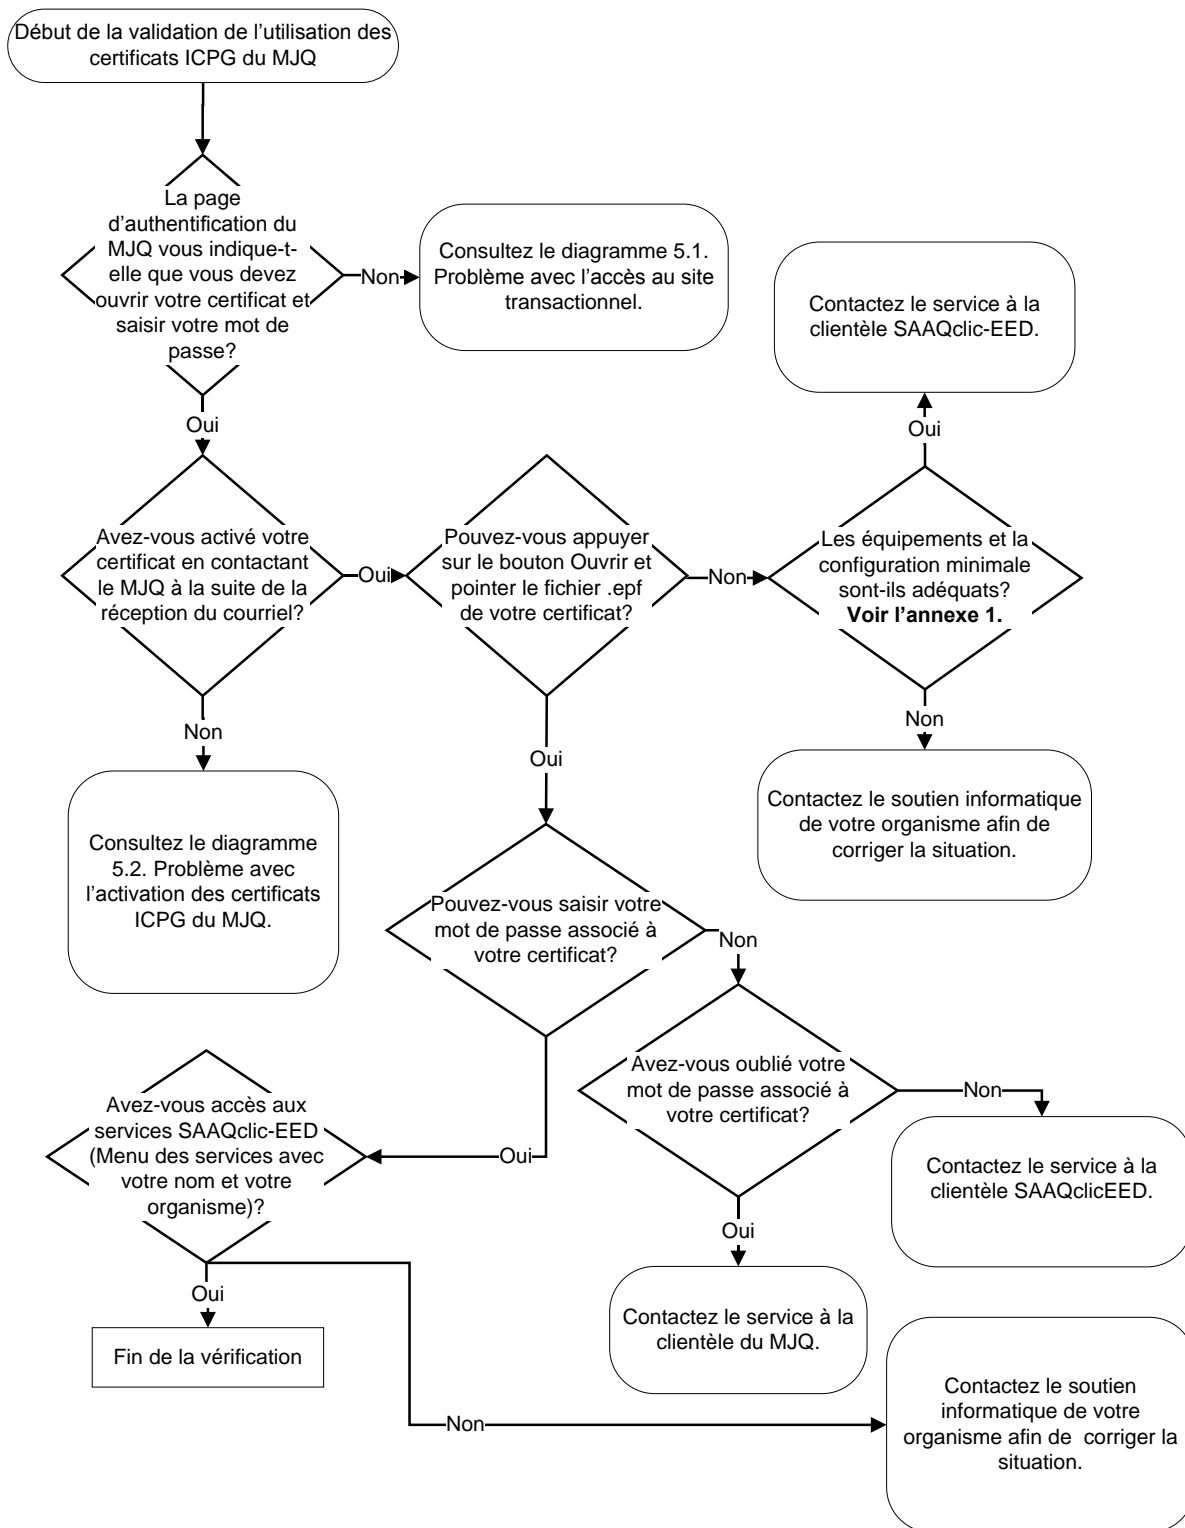 Début de la validation de l'utilisation des
certificats ICPG du MJQ
La page
d'authentification du
MJQ vous indique-t-
elle que vous devez
ouvrir votre certificat et
saisir votre mot de
passe?
Non
Consultez le diagramme 5.1.
Problème avec l'accès au site
transactionnel.
Contactez le service à la
clientèle SAAQclic-EED.
Oui
Oui
Avez-vous activé votre
certificat en contactant
le MJQ à la suite de la
réception du courriel?
Oui
Pouvez-vous appuyer
sur le bouton Ouvrir et
pointer le fichier .epf
de votre certificat?
Non
Les équipements et la
configuration minimale
sont-ils adéquats?
Voir l'annexe 1.
Non
Non
Oui
Consultez le diagramme
5.2. Problème avec
l'activation des certificats
ICPG du MJQ.
Contactez le soutien informatique
de votre organisme afin de
corriger la situation.
Pouvez-vous saisir votre
mot de passe associé à
votre certificat?
Non
Avez-vous oublié votre
mot de passe associé à
votre certificat?
Non
Avez-vous accès aux
services SAAQclic-EED
(Menu des services avec
votre nom et votre
organisme)?
Oui
Contactez le service à la
clientèle SAAQclicEED.
Oui
Oui
Contactez le service à la
clientèle du MJQ.
Fin de la vérification
Non
Contactez le soutien
informatique de votre
organisme afin de  corriger la
situation.